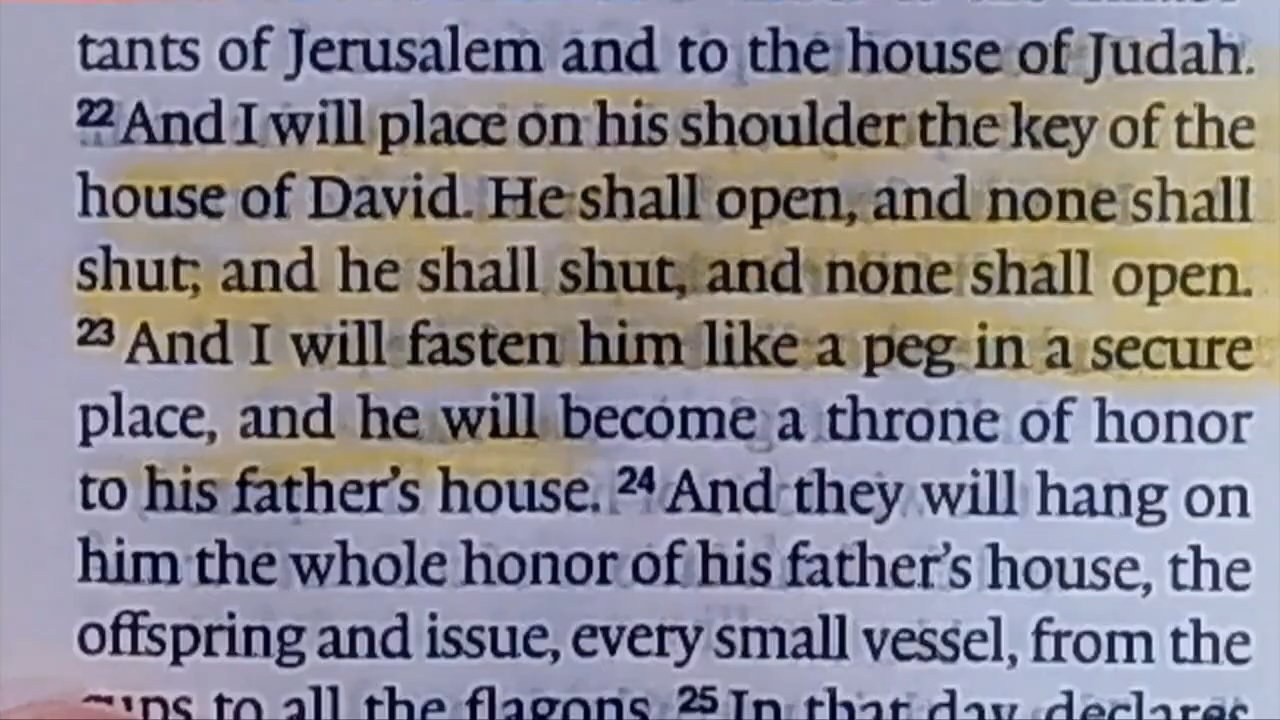 tants of Jerusalem and to the house of Judah.
22 And I will place on his shoulder the key of the
house of David. He shall open, and none shall
shut; and he shall shut, and none shall open.
23 And I will fasten him like a peg in a secure
place, and he will become a throne of honor
to his father’s house. 24 And they will hang on
him the whole honor of his father’s house, the
offspring and issue, every small vessel, from the
to all the flagons. 25 In that day, declares